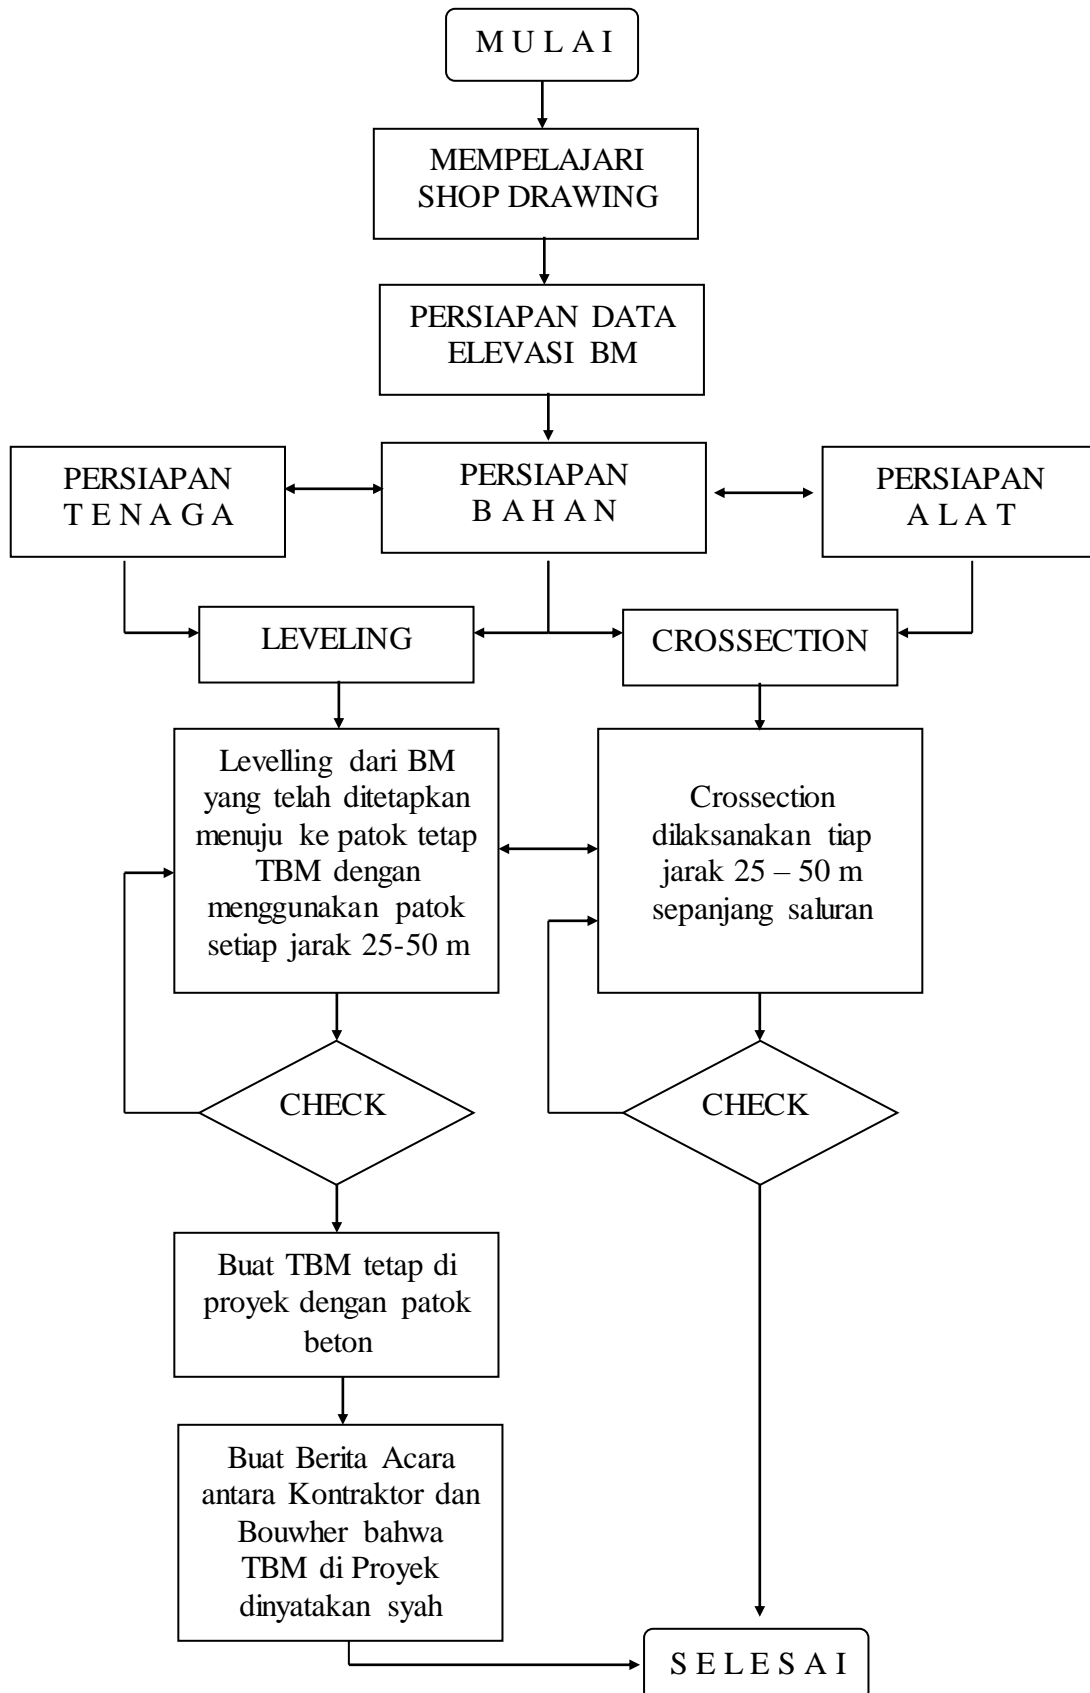 M U L A I
MEMPELAJARI
SHOP DRAWING
PERSIAPAN DATA
ELEVASI BM
PERSIAPAN
T E N A G A
PERSIAPAN
B A H A N
PERSIAPAN
A L A T
LEVELING
CROSSECTION
Levelling dari BM
yang telah ditetapkan
menuju ke patok tetap
TBM dengan
menggunakan patok
setiap jarak 25-50 m
Crossection
dilaksanakan tiap
jarak 25 – 50 m
sepanjang saluran
CHECK
CHECK
Buat TBM tetap di
proyek dengan patok
beton
Buat Berita Acara
antara Kontraktor dan
Bouwher bahwa
TBM di Proyek
dinyatakan syah
S E L E S A I